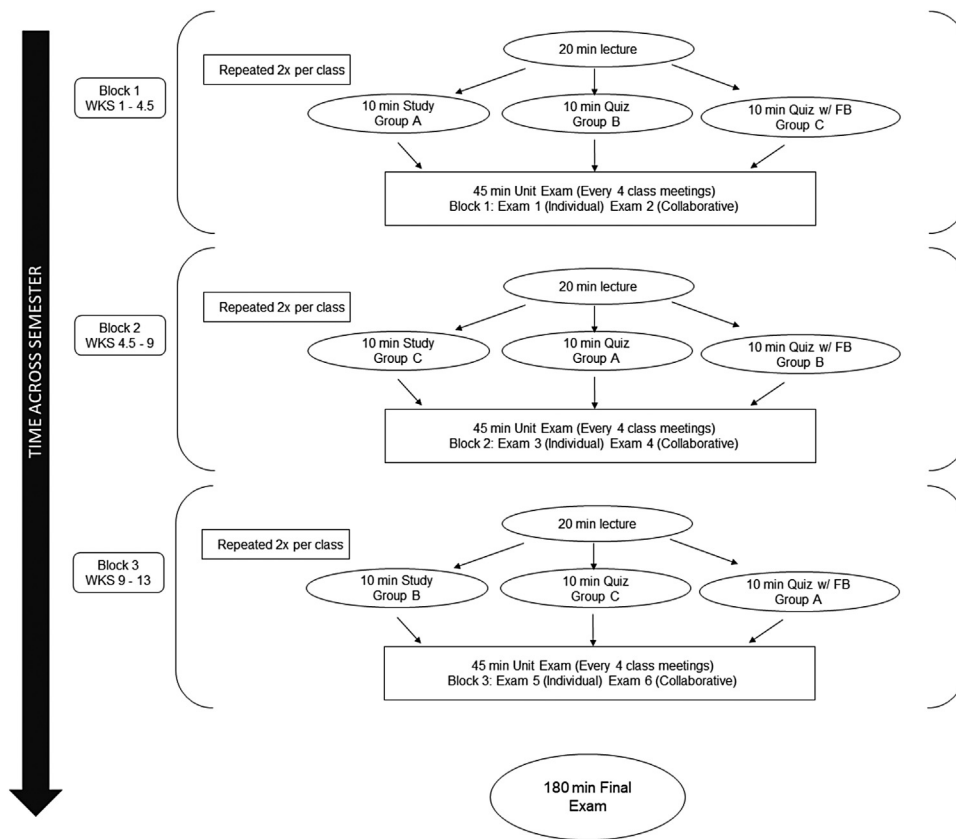 TIME ACROSS SEMESTER
Block 1
WKS 1 - 4.5
Repeated 2x per class
20 min lecture
10 min Study
Group A
10 min Quiz
Group B
10 min Quiz w/ FB
Group C
45 min Unit Exam (Every 4 class meetings)
Block 1: Exam 1 (Individual) Exam 2 (Collaborative)
Block 2
WKS 4.5 - 9
Repeated 2x per class
20 min lecture
10 min Study
Group C
10 min Quiz
Group A
10 min Quiz w/ FB
Group B
45 min Unit Exam (Every 4 class meetings)
Block 2: Exam 3 (Individual) Exam 4 (Collaborative)
Block 3
WKS 9 - 13
Repeated 2x per class
20 min lecture
10 min Study
Group B
10 min Quiz
Group C
10 min Quiz w/ FB
Group A
45 min Unit Exam (Every 4 class meetings)
Block 3: Exam 5 (Individual) Exam 6 (Collaborative)
180 min Final
Exam